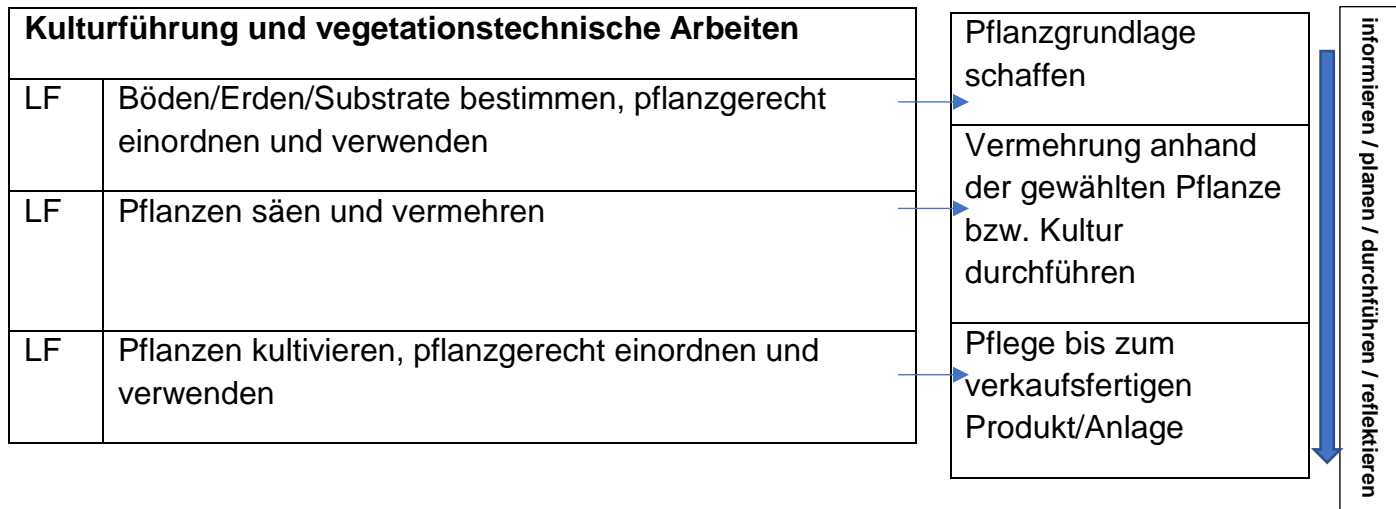 Kulturführung und vegetationstechnische Arbeiten
LF
Böden/Erden/Substrate bestimmen, pflanzgerecht
einordnen und verwenden
LF
Pflanzen säen und vermehren
LF
Pflanzen kultivieren, pflanzgerecht einordnen und
verwenden
Pflanzgrundlage
schaffen
Vermehrung anhand
der gewählten Pflanze
bzw. Kultur
durchführen
Pflege bis zum
verkaufsfertigen
Produkt/Anlage
informieren / planen / durchführen / reflektieren